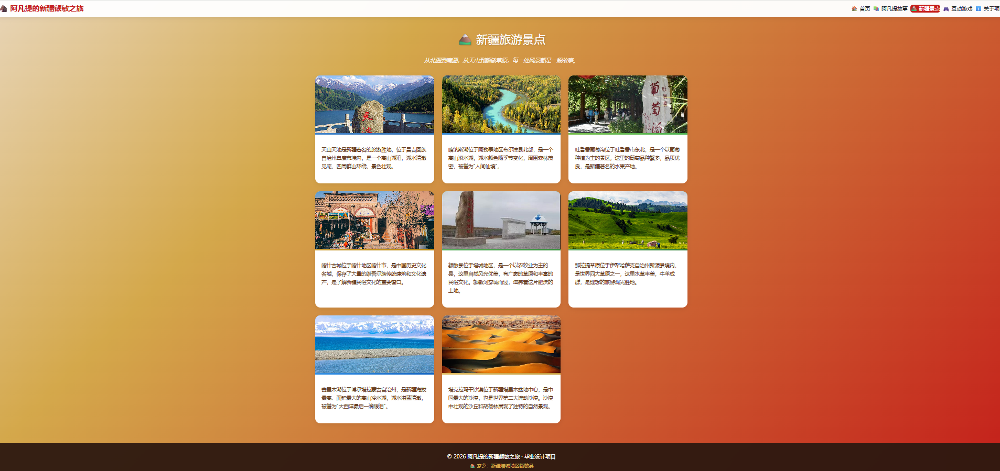 阿凡提的新疆额敏之旅
首页 阿凡提故事 新疆景点 互动游戏 关于项
新疆旅游景点
从北疆到南疆，从天山到额敏草原，每一处风景都是一段故事。
天池
葡萄沟
吐鲁番
天山天池是新疆著名的旅游胜地，位于昌吉回族
自治州阜康市境内，是一个高山湖泊，湖水清澈
见底，四周群山环绕，景色壮观。
喀纳斯湖位于阿勒泰地区布尔津县北部，是一个
高山淡水湖，湖水颜色随季节变化，周围森林茂
密，被誉为"人间仙境"。
吐鲁番葡萄沟位于吐鲁番市东北，是一个以葡萄
种植为主的景区，这里的葡萄品种繁多，品质优
良，是新疆著名的水果产地。
喀什古城位于喀什地区喀什市，是中国历史文化
名城，保存了大量的维吾尔族传统建筑和文化遗
产，是了解新疆民俗文化的重要窗口。
额敏县位于塔城地区，是一个以农牧业为主的
县，这里自然风光优美，有广袤的草原和丰富的
民俗文化。额敏河穿城而过，滋养着这片肥沃的
土地。
那拉提草原位于伊犁哈萨克自治州新源县境内，
是世界四大草原之一，这里水草丰美，牛羊成
群，是理想的旅游观光胜地。
赛里木湖位于博尔塔拉蒙古自治州，是新疆海拔
最高、面积最大的高山冷水湖，湖水湛蓝清澈，
被誉为"大西洋最后一滴眼泪"。
塔克拉玛干沙漠位于新疆塔里木盆地中心，是中
国最大的沙漠，也是世界第二大流动沙漠。沙漠
中壮观的沙丘和胡杨林展现了独特的自然景观。
© 2026 阿凡提的新疆额敏之旅 - 毕业设计项目
家乡：新疆塔城地区额敏县